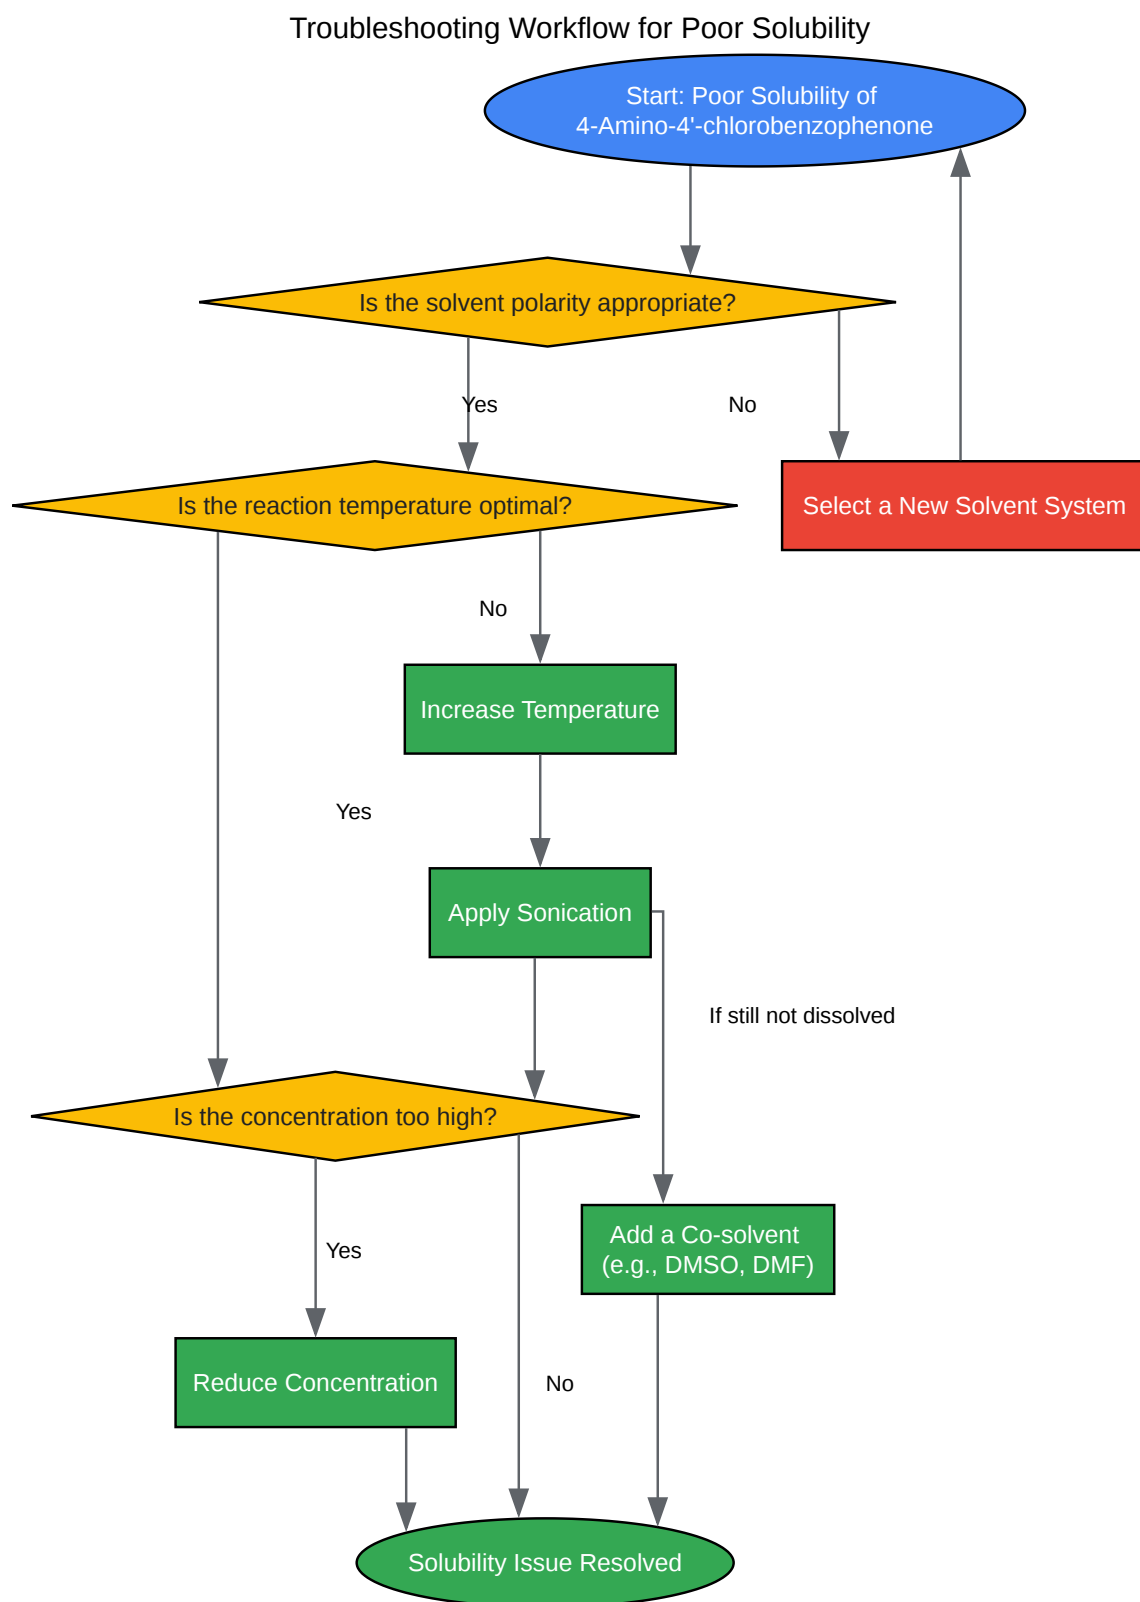 Troubleshooting Workflow for Poor Solubility
Start: Poor Solubility of
4-Amino-4'-chlorobenzophenone
Is the solvent polarity appropriate?
Yes
No
Is the reaction temperature optimal?
Select a New Solvent System
No
Increase Temperature
Yes
Apply Sonication
If still not dissolved
Is the concentration too high?
Add a Co-solvent
(e.g., DMSO, DMF)
Yes
Reduce Concentration
No
Solubility Issue Resolved